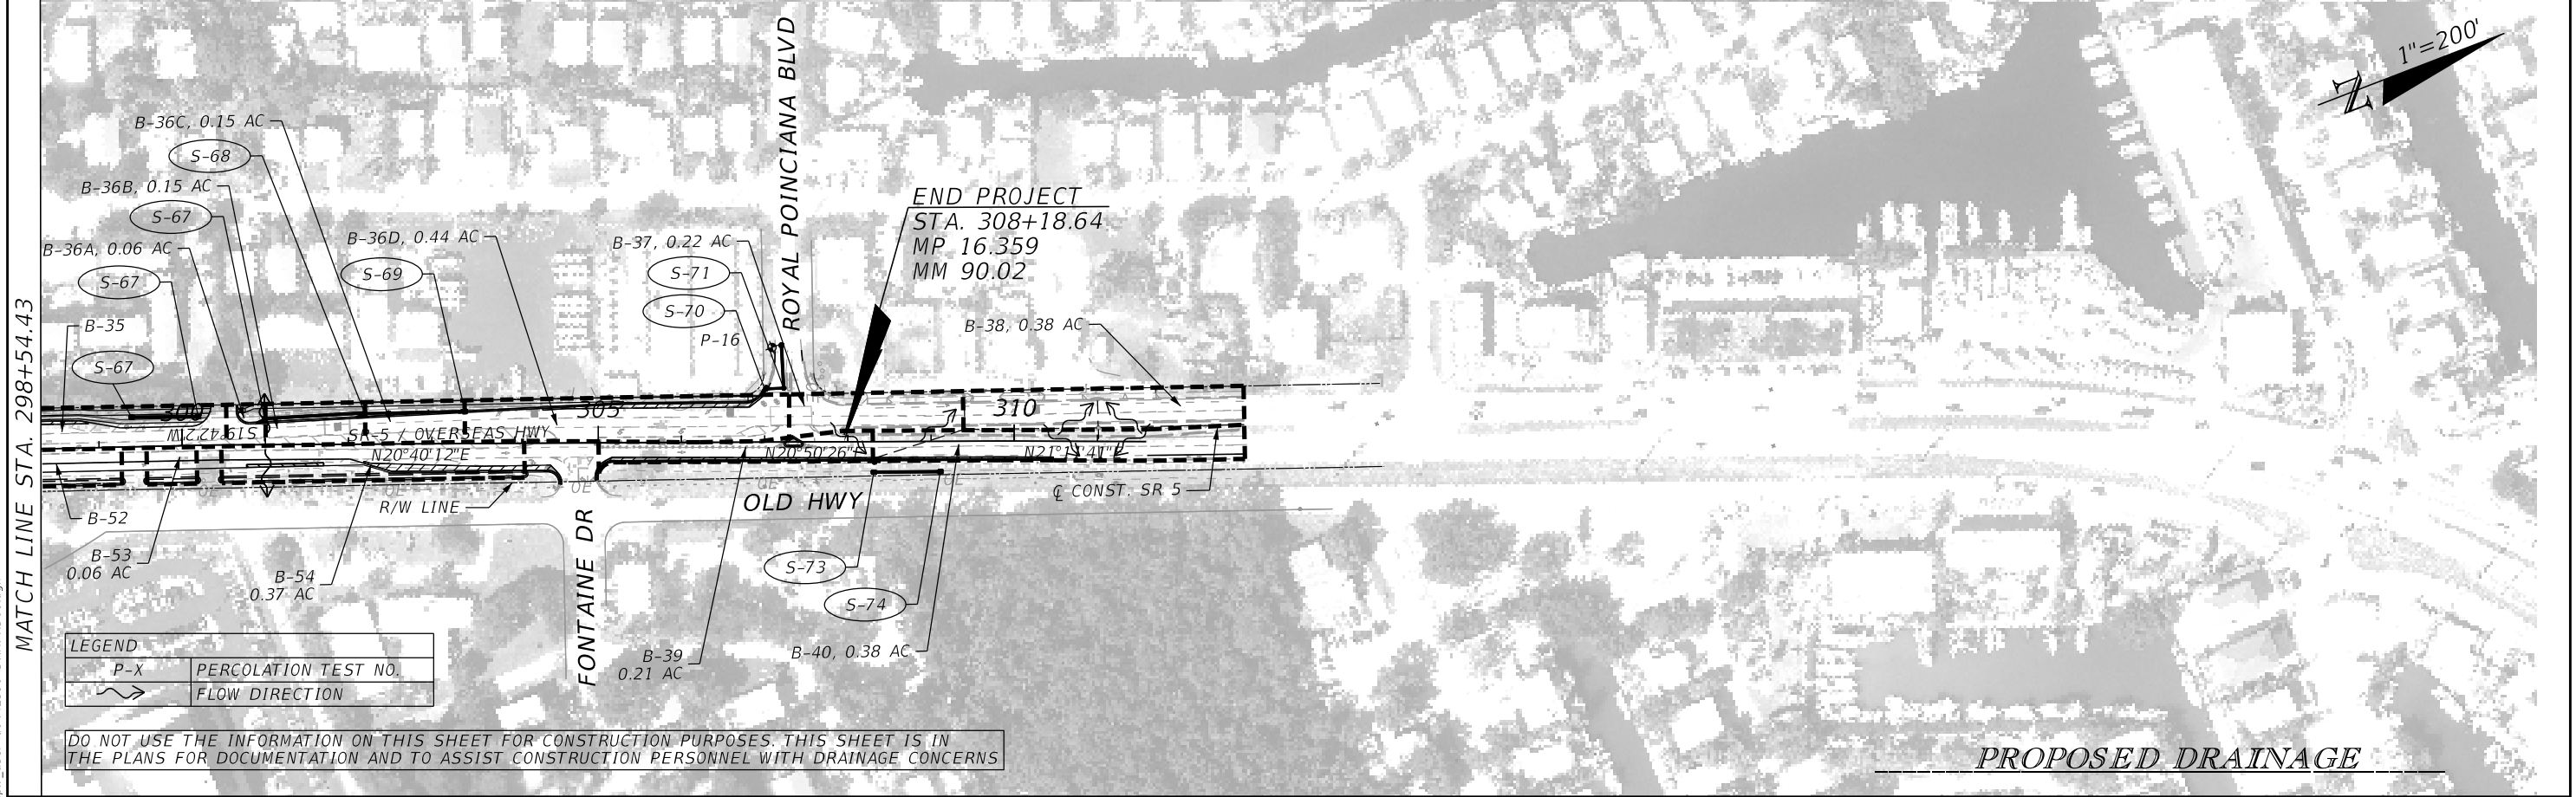 MATCH LINE STA. 298+54.43
B-36C, 0.15 AC
S-68
B-36B, 0.15 AC
S-67
B-36A, 0.06 AC
S-67
B-35
S-67
B-36D, 0.44 AC
S-69
B-37, 0.22 AC
S-71
S-70
P-16
ROYAL POINCIANA BLVD
END PROJECT
STA. 308+18.64
MP 16.359
MM 90.02
B-38, 0.38 AC
1"=200'
N
300
305
310
SR-5 / OVERSEAS HWY
N20°40'12"E
OE
OE
OE
OE
OE
R/W LINE
OLD HWY
℄ CONST. SR 5
B-52
B-53
0.06 AC
B-54
0.37 AC
FONTAINE DR
S-73
S-74
B-39
0.21 AC
B-40, 0.38 AC
LEGEND
P-X PERCOLATION TEST NO.
FLOW DIRECTION
DO NOT USE THE INFORMATION ON THIS SHEET FOR CONSTRUCTION PURPOSES. THIS SHEET IS IN
THE PLANS FOR DOCUMENTATION AND TO ASSIST CONSTRUCTION PERSONNEL WITH DRAINAGE CONCERNS
PROPOSED DRAINAGE